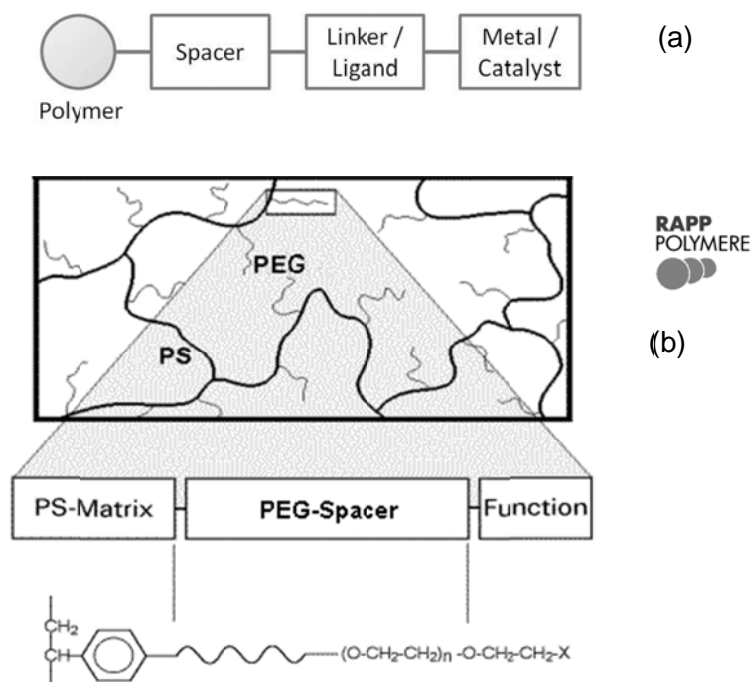 Spacer
Linker /
Ligand
Metal /
Catalyst
(a)
Polymer
PEG
PS
RAPP
POLYMERE
(b)
PS-Matrix
PEG-Spacer
Function
CH₂
CH
(O-CH₂-CH₂)n -O-CH₂-CH₂-X